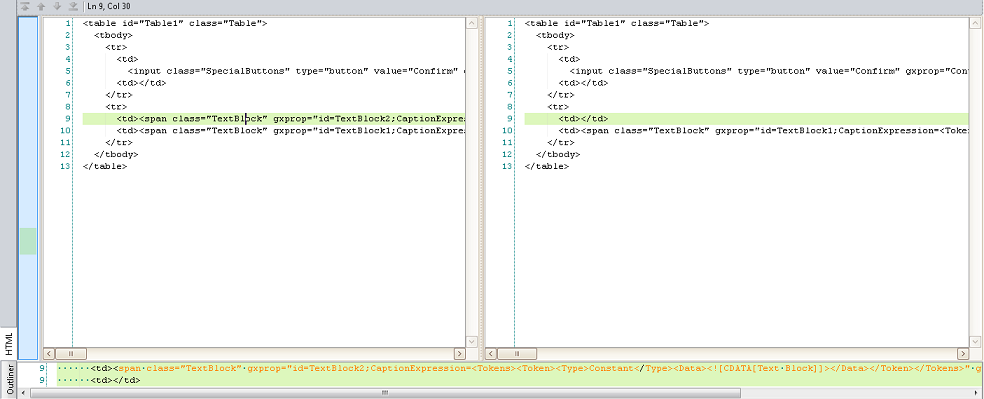 Ln 9, Col 30
1 <table id="Table1" class="Table">
2 <tbody>
3 <tr>
4 <td>
5 <input class="SpecialButtons" type="button" value="Confirm"
6 <td></td>
7 </tr>
8 <tr>
9 <td><span class="TextBlock" gxprop="id=TextBlock2;CaptionExpres
10 <td><span class="TextBlock" gxprop="id=TextBlock1;CaptionExpres
11 </tr>
12 </tbody>
13 </table>
1 <table id="Table1" class="Table">
2 <tbody>
3 <tr>
4 <td>
5 <input class="SpecialButtons" type="button" value="Confirm" gxprop="Con
6 <td></td>
7 </tr>
8 <tr>
9 <td></td>
10 <td><span class="TextBlock" gxprop="id=TextBlock1;CaptionExpression=<Token
11 </tr>
12 </tbody>
13 </table>
HTML
Outliner
9 ······<td><span·class="TextBlock"·gxprop="id=TextBlock2;CaptionExpression=<Tokens><Token><Type>Constant</Type><Data><![CDATA[Text·Block]]></Data></Token></Tokens>"·g
9 ······<td></td>